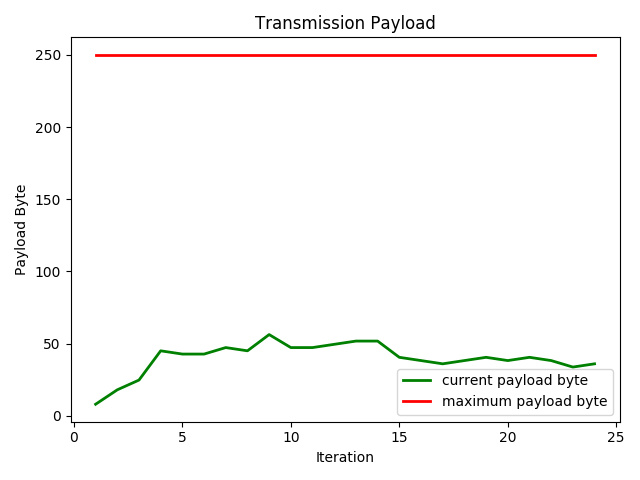 Transmission Payload
250
200
150
100
50
0
Payload Byte
current payload byte
maximum payload byte
0 5 10 15 20 25
Iteration